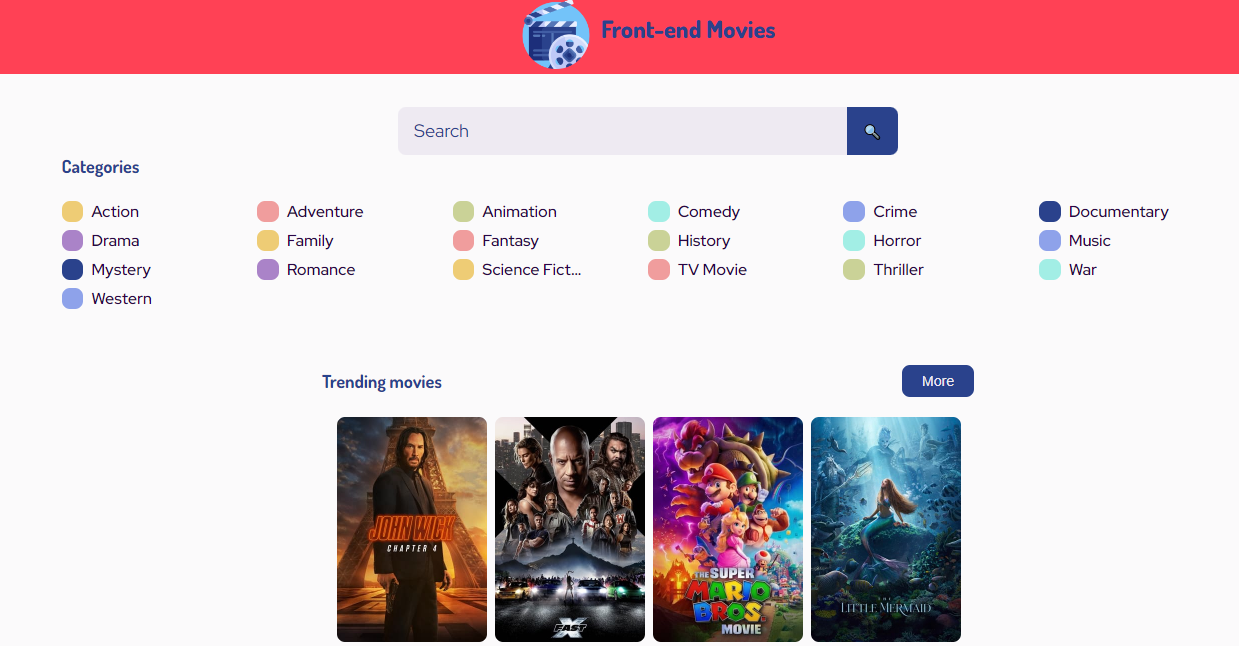 Front-end Movies
Search
Categories
Action Adventure Animation Comedy Crime Documentary
Drama Family Fantasy History Horror Music
Mystery Romance Science Fict... TV Movie Thriller War
Western
Trending movies More
JOHN WICK
CHAPTER 4
FAST X
THE SUPER
MARIO
BROS.
MOVIE
THE
LITTLE MERMAID